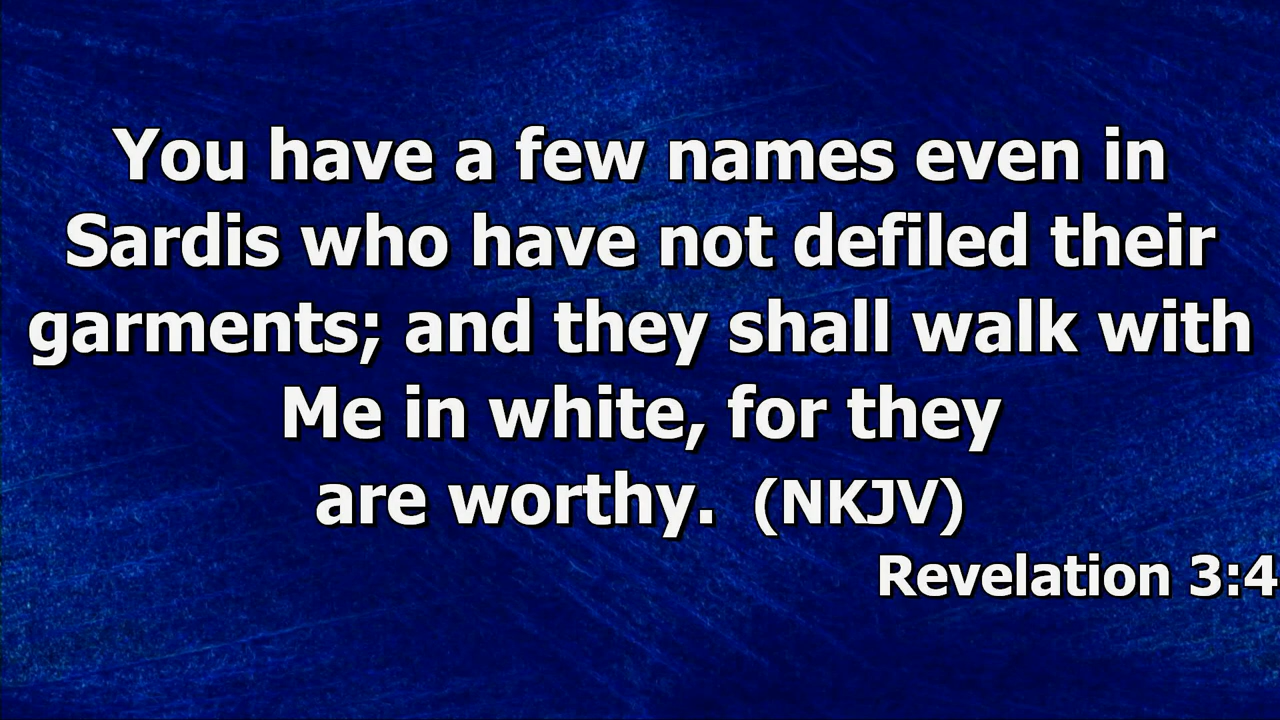 You have a few names even in
Sardis who have not defiled their
garments; and they shall walk with
Me in white, for they
are worthy. (NKJV)
Revelation 3:4